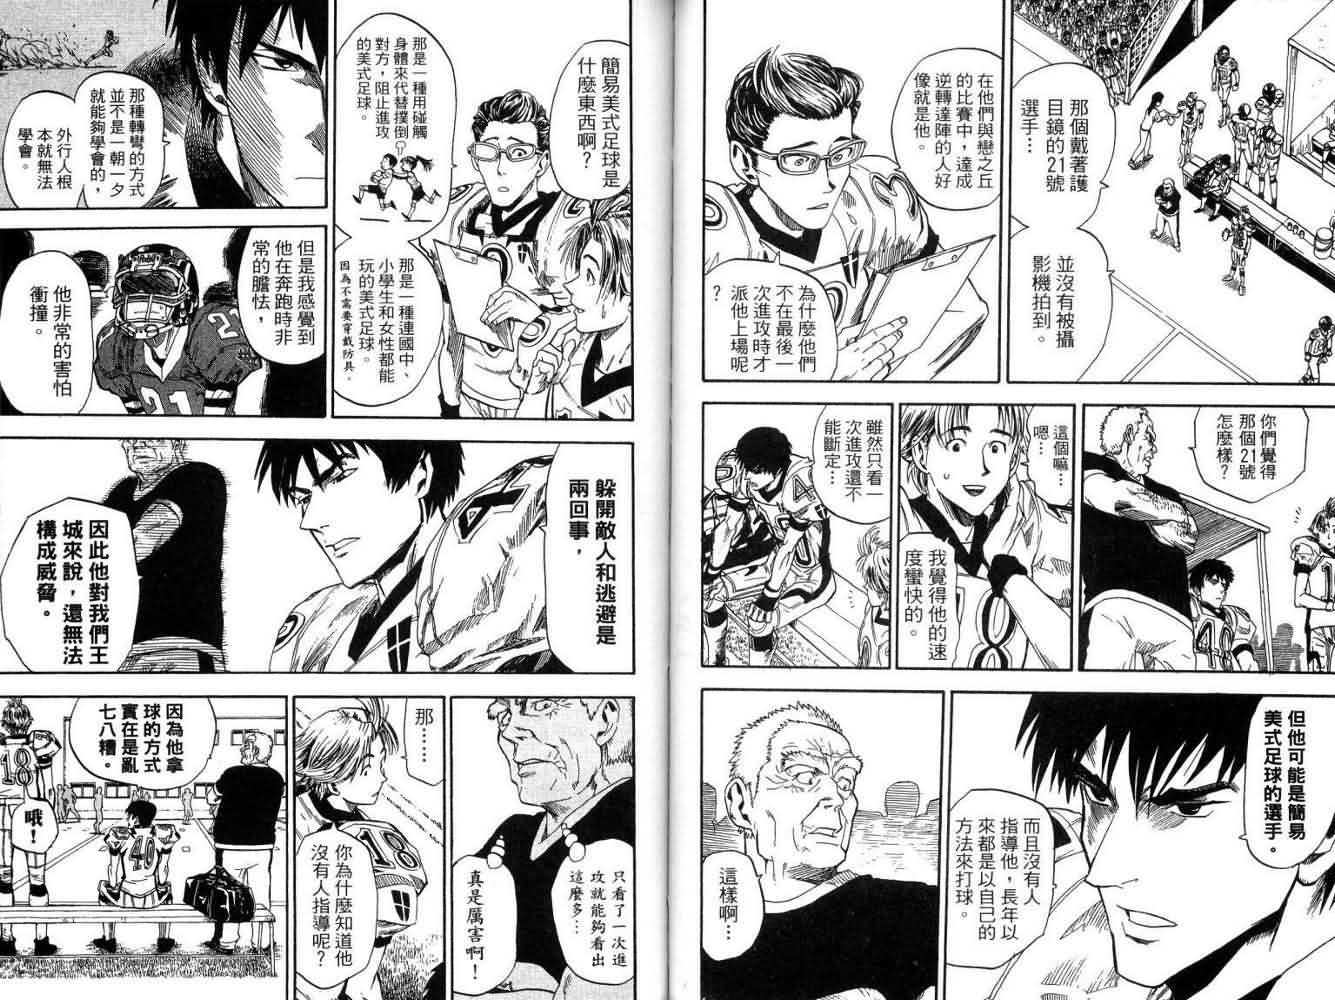 那個戴著護
目鏡的21號
選手…
並沒有被攝
影機拍到。
在他們與戀之丘
的比賽中，達成
逆轉達陣的人好
像就是他。
為什麼他們
不在最後一
次進攻時才
派他上場呢
？
你們覺得
那個21號
怎麼樣？
這個嘛…
嗯…
我覺得他的速
度蠻快的。
雖然只看一
次進攻還不
能斷定…
但他可能是簡易
美式足球的選手。
而且沒有人
指導他，長年以
來都是以自己的
方法來打球。
這樣啊…
簡易美式足球是
什麼東西啊？
那是一種用碰觸
身體來代替撲倒
對方，阻止進攻
的美式足球。
那是一種連國中、
小學生和女性都能
玩的美式足球。
因為不需要穿戴防具。
那種轉彎的方式
並不是一朝一夕
就能夠學會的，
外行人根
本就無法
學會。
但是我感覺到
他在奔跑時非
常的膽怯，
他非常的害怕
衝撞。
躲開敵人和逃避是
兩回事，
因此他對我們王
城來說，還無法
構成威脅。
只看了一次進
攻就能夠看出
這麼多…
真是厲害啊！
那……
你為什麼知道他
沒有人指導呢？
因為他拿
球的方式
實在是亂
七八糟。
哦！